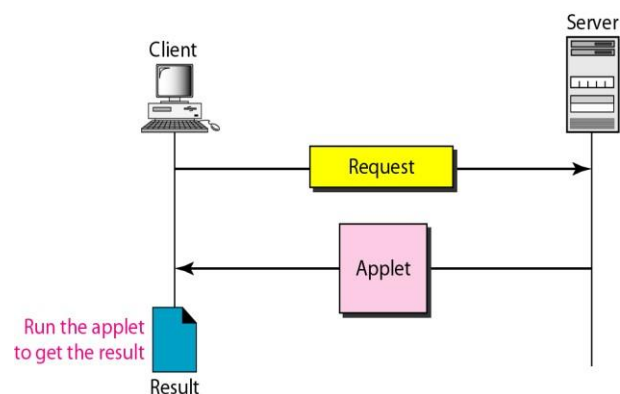 Server
Client
Request
Applet
Run the applet
to get the result
Result